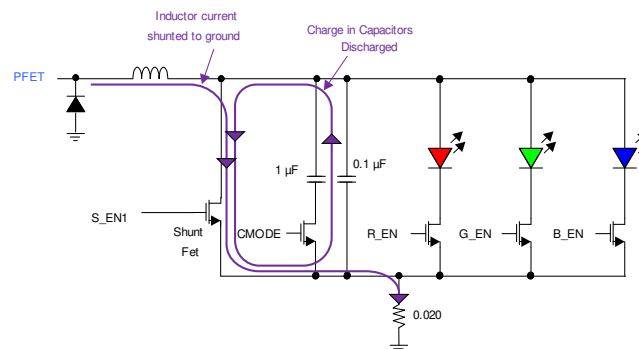 Inductor current
shunted to ground
Charge in Capacitors
Discharged
PFET
1 µF
0.1 µF
S_EN1
Shunt
Fet
CMODE
R_EN
G_EN
B_EN
0.020